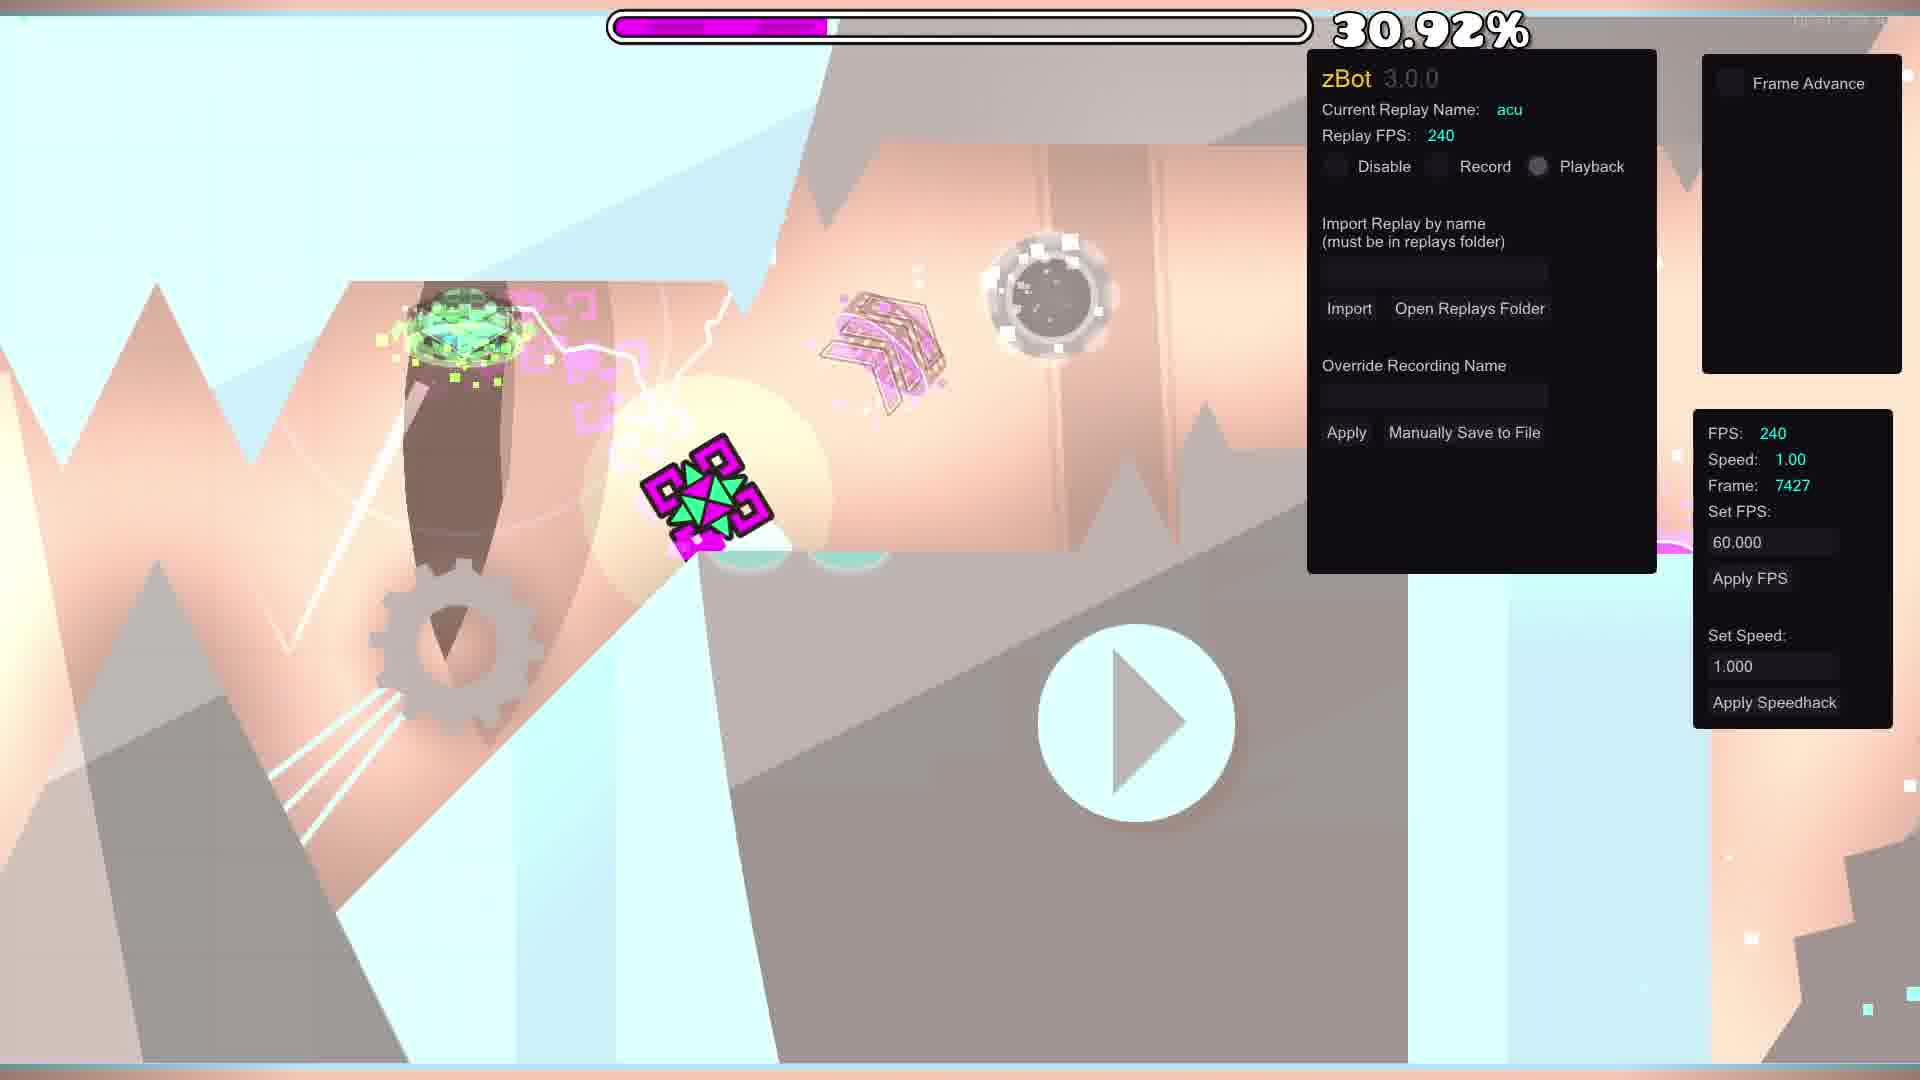 30.92%
zBot 3.0.0
Current Replay Name: acu
Replay FPS: 240
Disable Record Playback
Import Replay by name
(must be in replays folder)
Import Open Replays Folder
Override Recording Name
Apply Manually Save to File
Frame Advance
FPS: 240
Speed: 1.00
Frame: 7427
Set FPS:
60.000
Apply FPS
Set Speed:
1.000
Apply Speedhack